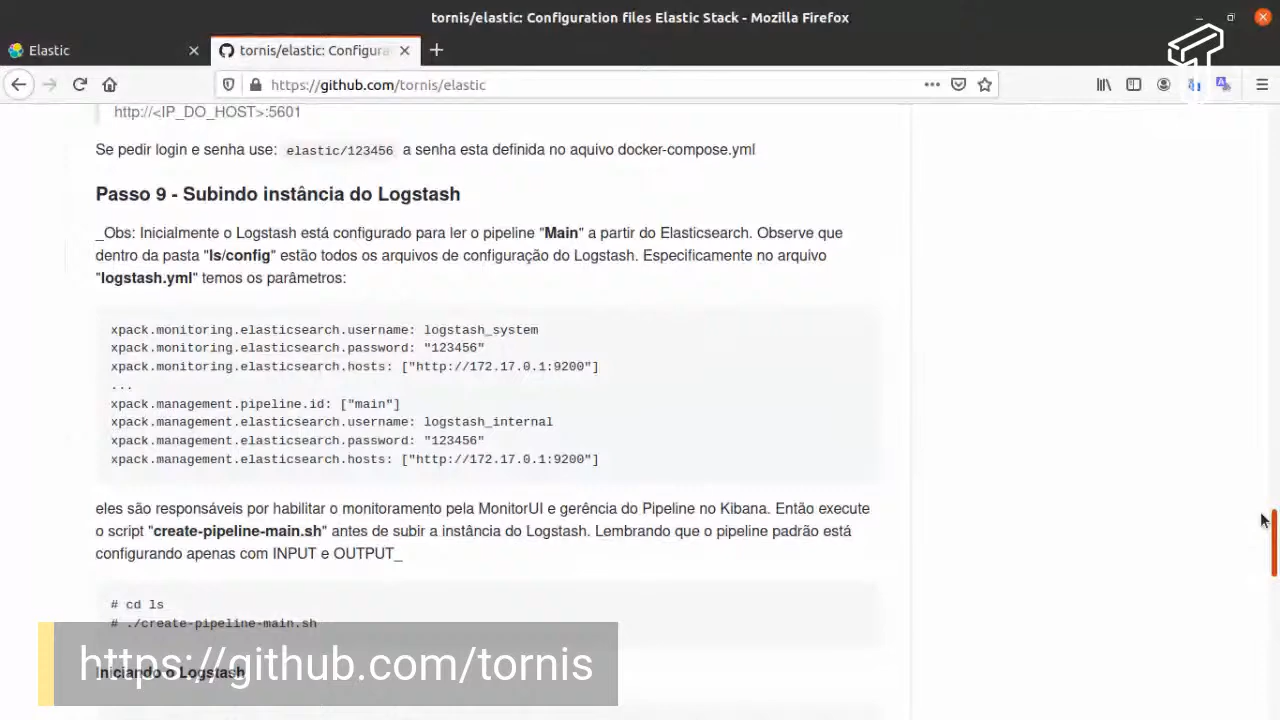 tornis/elastic: Configuration files Elastic Stack - Mozilla Firefox
Elastic
tornis/elastic: Configura
https://github.com/tornis/elastic
http://<IP_DO_HOST>:5601
Se pedir login e senha use: elastic/123456 a senha esta definida no aquivo docker-compose.yml
Passo 9 - Subindo instância do Logstash
_Obs: Inicialmente o Logstash está configurado para ler o pipeline "Main" a partir do Elasticsearch. Observe que
dentro da pasta "ls/config" estão todos os arquivos de configuração do Logstash. Especificamente no arquivo
"logstash.yml" temos os parâmetros:
xpack.monitoring.elasticsearch.username: logstash_system
xpack.monitoring.elasticsearch.password: "123456"
xpack.monitoring.elasticsearch.hosts: ["http://172.17.0.1:9200"]
...
xpack.management.pipeline.id: ["main"]
xpack.management.elasticsearch.username: logstash_internal
xpack.management.elasticsearch.password: "123456"
xpack.management.elasticsearch.hosts: ["http://172.17.0.1:9200"]
eles são responsáveis por habilitar o monitoramento pela MonitorUI e gerência do Pipeline no Kibana. Então execute
o script "create-pipeline-main.sh" antes de subir a instância do Logstash. Lembrando que o pipeline padrão está
configurando apenas com INPUT e OUTPUT_
# cd ls
# ./create-pipeline-main.sh
https://github.com/tornis
Iniciando o Logstash